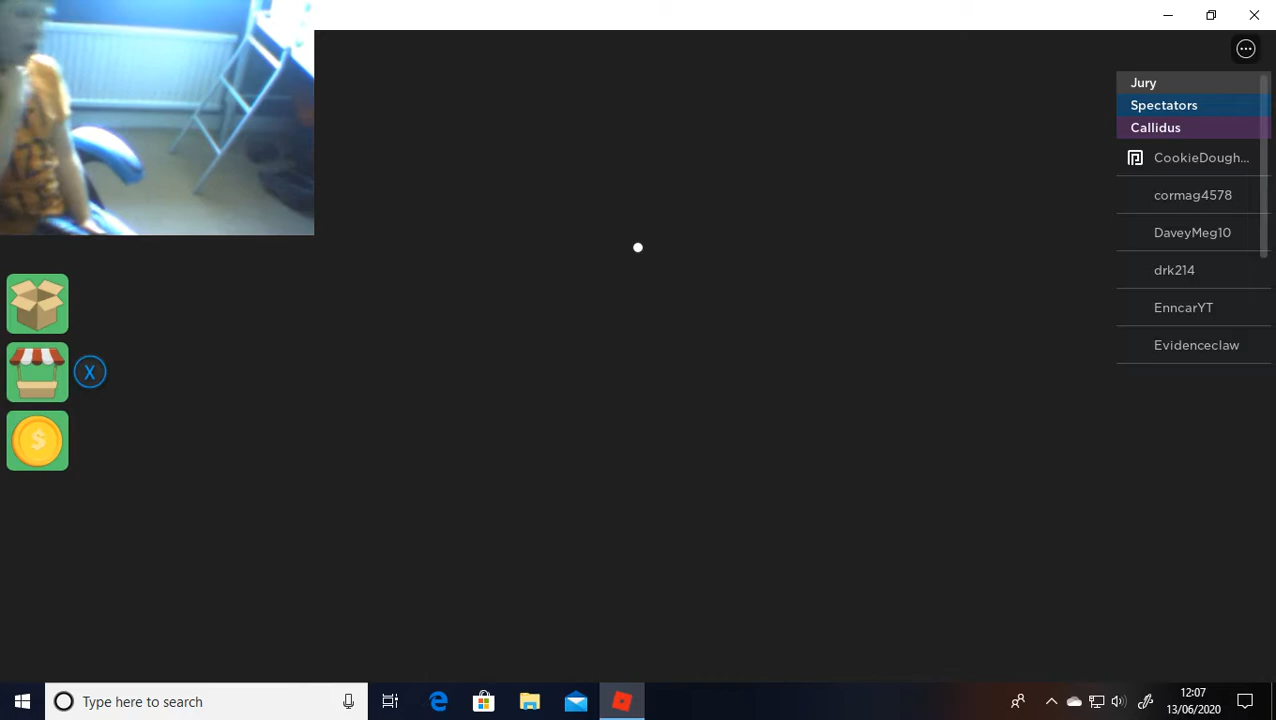 Jury
Spectators
Callidus
CookieDough...
cormag4578
DaveyMeg10
drk214
EnncarYT
Evidenceclaw
X
$
Type here to search
12:07
13/06/2020